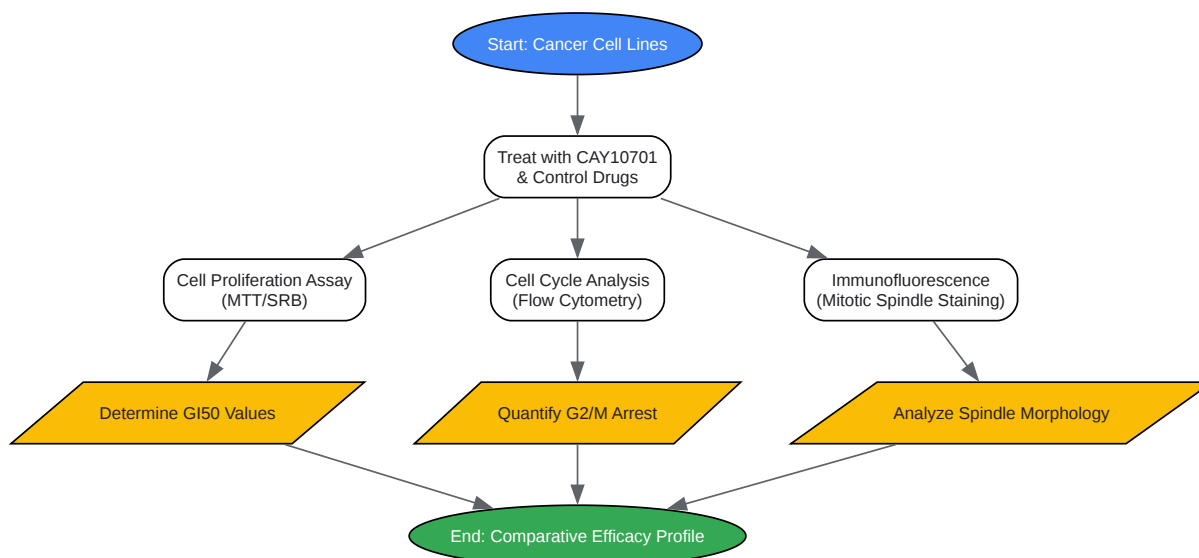 Start: Cancer Cell Lines
Treat with CAY10701
& Control Drugs
Cell Proliferation Assay
(MTT/SRB)
Cell Cycle Analysis
(Flow Cytometry)
Immunofluorescence
(Mitotic Spindle Staining)
Determine GI50 Values
Quantify G2/M Arrest
Analyze Spindle Morphology
End: Comparative Efficacy Profile